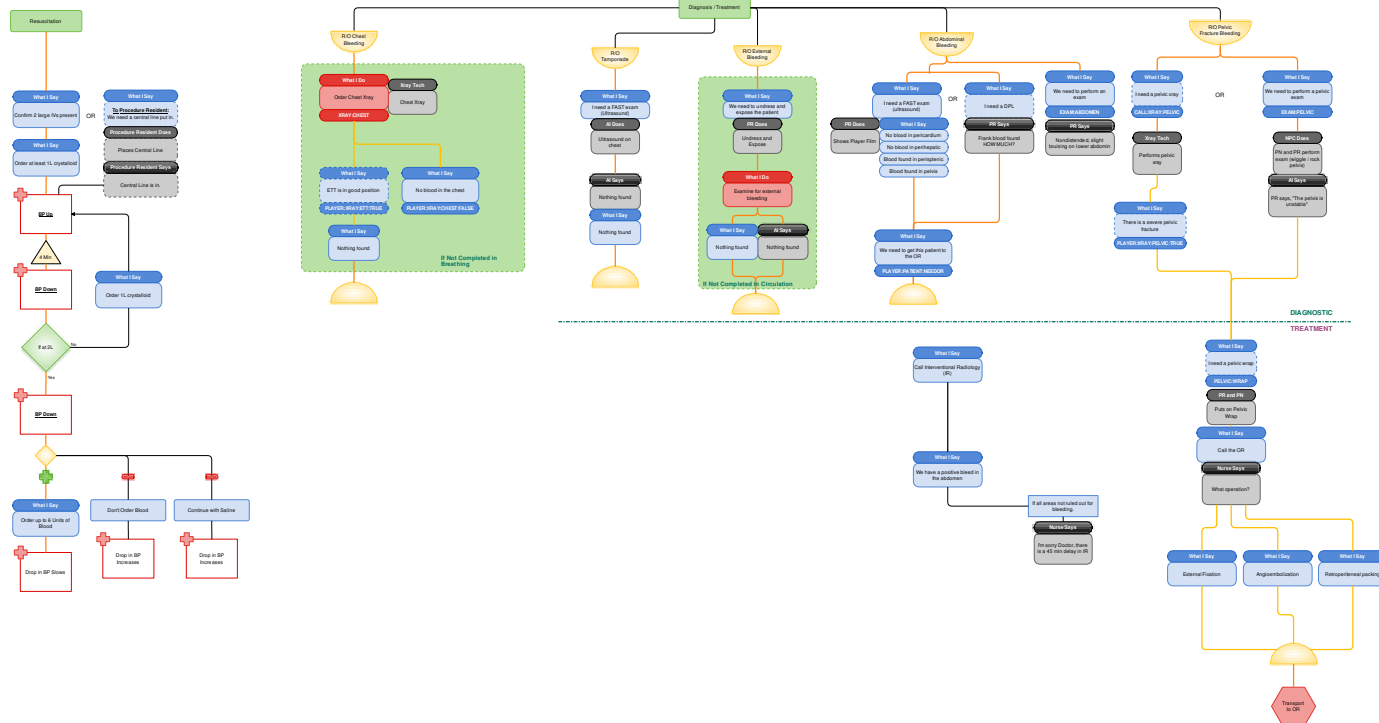 Resuscitation
What I Say
Confirm 2 large IVs present
OR
What I Say
To Procedure Resident:
We need a central line put in.
Procedure Resident Does
Places Central Line
Procedure Resident Says
Central Line is in.
What I Say
Order at least 1L crystalloid
BP Up
4 Min
BP Down
What I Say
Order 1L crystalloid
If at 2L
No
Yes
BP Down
What I Say
Order up to 6 Units of
Blood
Don't Order Blood
Continue with Saline
Drop in BP Slows
Drop in BP
Increases
Drop in BP
Increases
Diagnosis / Treatment
R/O Chest
Bleeding
What I Do
Order Chest Xray
XRAY:CHEST
Xray Tech
Chest Xray
What I Say
ETT is in good position
PLAYER:XRAY:ETT:TRUE
What I Say
No blood in the chest
PLAYER:XRAY:CHEST:FALSE
What I Say
Nothing found
If Not Completed in
Breathing
R/O
Tamponade
What I Say
I need a FAST exam
(Ultrasound)
AI Does
Ultrasound on
chest
AI Says
Nothing found
What I Say
Nothing found
R/O External
Bleeding
What I Say
We need to undress and
expose the patient
PR Does
Undress and
Expose
What I Do
Examine for external
bleeding
What I Say
Nothing found
AI Says
Nothing found
If Not Completed in Circulation
R/O Abdominal
Bleeding
What I Say
I need a FAST exam
(ultrasound)
OR
What I Say
I need a DPL
PR Does
Shows Player Film
What I Say
No blood in pericardium
No blood in perihepatic
Blood found in perisplenic
Blood found in pelvis
PR Says
Frank blood found
HOW MUCH?
What I Say
We need to perform an
exam
EXAM:ABDOMEN
PR Says
Nondistended, slight
bruising on lower abdomin
What I Say
We need to get this patient to
the OR
PLAYER:PATIENT:NEEDOR
R/O Pelvic
Fracture Bleeding
What I Say
I need a pelvic xray
CALL:XRAY:PELVIC
Xray Tech
Performs pelvic
xray
What I Say
There is a severe pelvic
fracture
PLAYER:XRAY:PELVIC:TRUE
What I Say
We need to perform a pelvic
exam
EXAM:PELVIC
NPC Does
PN and PR perform
exam (wiggle / rock
pelvis)
AI Says
PR says, "The pelvis is
unstable"
DIAGNOSTIC
TREATMENT
What I Say
Call Interventional Radiology
(IR)
What I Say
We have a positive bleed in
the abdomen
If all areas not ruled out for
bleeding.
Nurse Says
I'm sorry Doctor, there
is a 45 min delay in IR
What I Say
I need a pelvic wrap
PELVIC:WRAP
PR and PN
Puts on Pelvic
Wrap
What I Say
Call the OR
Nurse Says
What operation?
What I Say
External Fixation
What I Say
Angioembolization
What I Say
Retroperiteneal packing
Transport
to OR